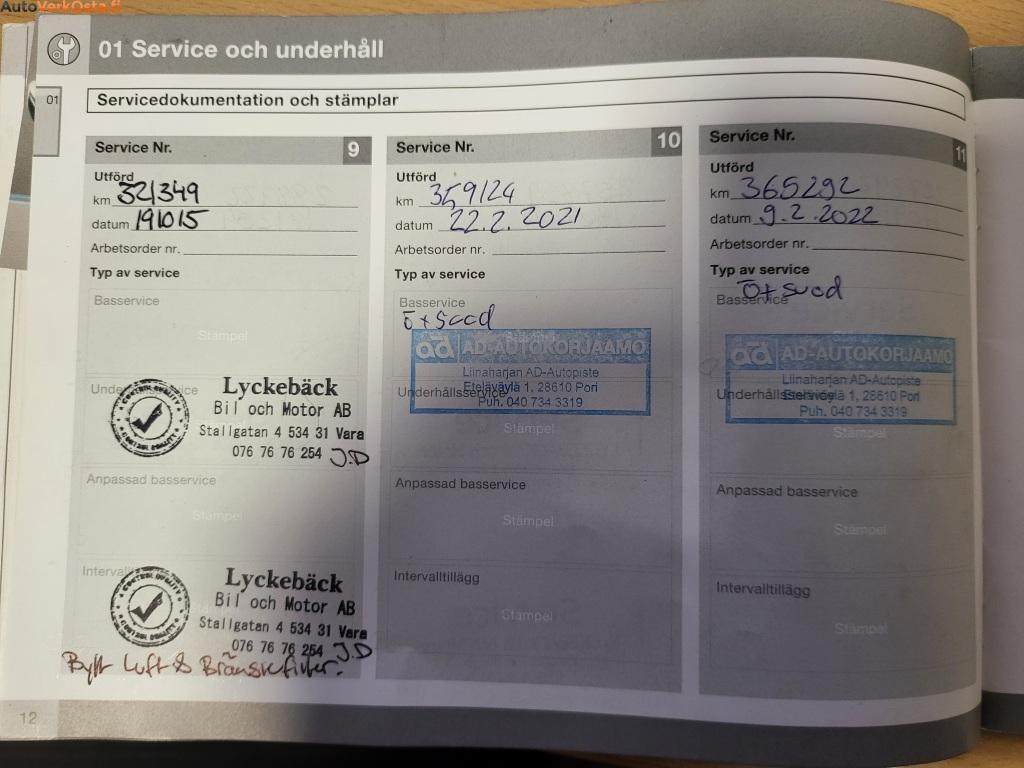 AutoVerkOsta.fi
01 Service och underhåll
01
Servicedokumentation och stämplar
Service Nr. 9
Utförd
km 321349
datum 191015
Arbetsorder nr.
Typ av service
Basservice
Stämpel
Lyckebäck
Bil och Motor AB
Stallgatan 4 534 31 Vara
076 76 76 254 J.D
CONTROL QUALITY
Anpassad basservice
Stämpel
Lyckebäck
Bil och Motor AB
Stallgatan 4 534 31 Vara
076 76 76 254 J.D
CONTROL QUALITY
Bytt Luft & Bränslefilter.
Service Nr. 10
Utförd
km 359124
datum 22.2.2021
Arbetsorder nr.
Typ av service
Basservice
Ö+suod
ad AD-AUTOKORJAAMO
Liinaharjan AD-Autopiste
Eteläväylä 1, 28610 Pori
Puh. 040 734 3319
Underhållsservice
Stämpel
Anpassad basservice
Stämpel
Intervalltillägg
Stämpel
Service Nr. 11
Utförd
km 365292
datum 9.2.2022
Arbetsorder nr.
Typ av service
Basservice
Ö+suod
ad AD-AUTOKORJAAMO
Liinaharjan AD-Autopiste
Eteläväylä 1, 28610 Pori
Puh. 040 734 3319
Underhållsservice
Stämpel
Anpassad basservice
Stämpel
Intervalltillägg
Stämpel
12